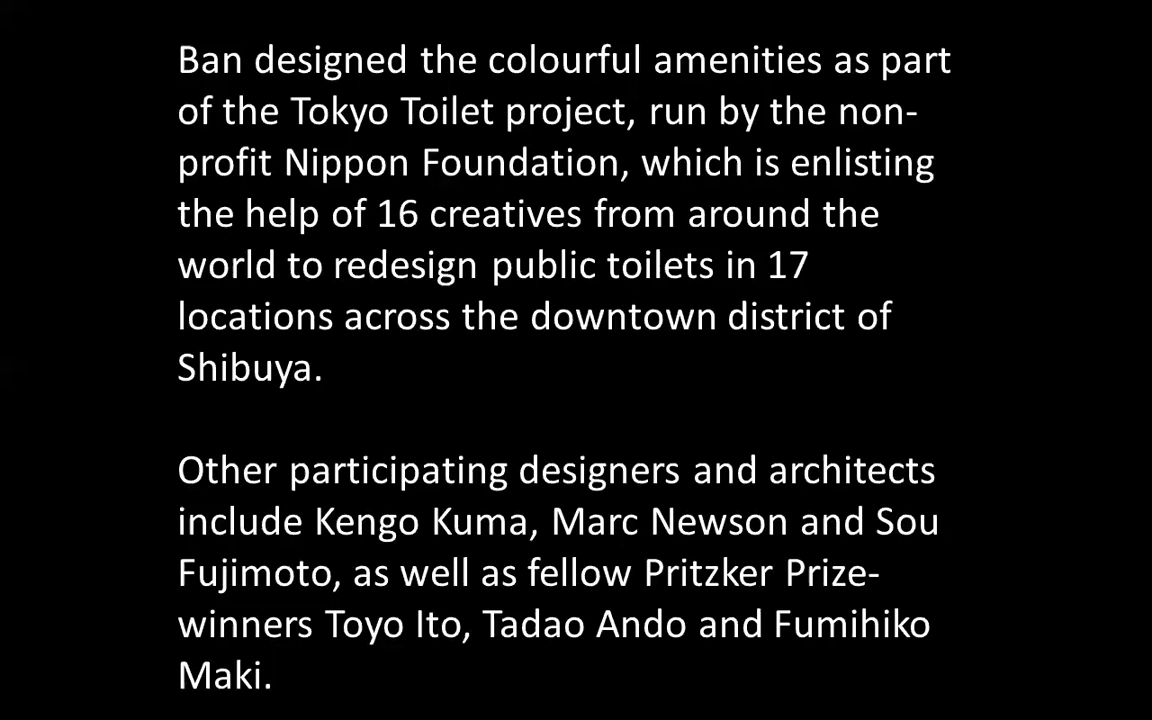 Ban designed the colourful amenities as part
of the Tokyo Toilet project, run by the non-
profit Nippon Foundation, which is enlisting
the help of 16 creatives from around the
world to redesign public toilets in 17
locations across the downtown district of
Shibuya.
Other participating designers and architects
include Kengo Kuma, Marc Newson and Sou
Fujimoto, as well as fellow Pritzker Prize-
winners Toyo Ito, Tadao Ando and Fumihiko
Maki.